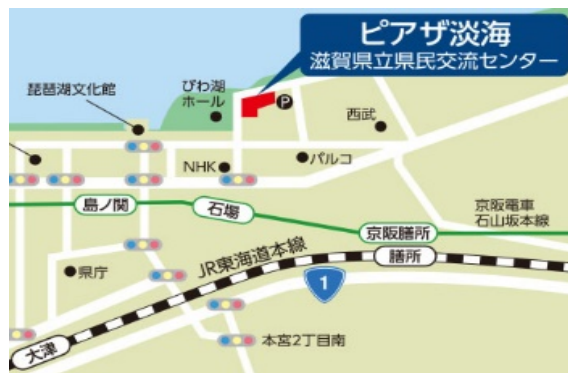 ピアザ淡海
滋賀県立県民交流センター
琵琶湖文化館
びわ湖
ホール
P
西武
NHK
パルコ
島ノ関
石場
京阪電車
石山坂本線
京阪膳所
JR東海道本線
膳所
県庁
1
本宮2丁目南
大津